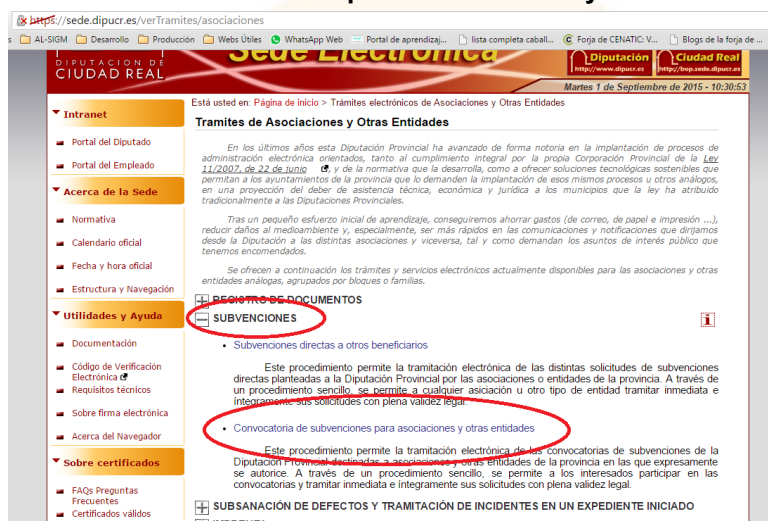 https://sede.dipucr.es/verTramites/asociaciones
AL-SIGM Desarrollo Producción Webs Útiles WhatsApp Web Portal de aprendizaj... lista completa caball... Forja de CENATIC: V... Blogs de la forja de ...
DIPUTACIÓN DE
CIUDAD REAL
Sede Electrónica
Diputación
http://www.dipucr.es
Ciudad Real
http://bop.sede.dipucr.es
Martes 1 de Septiembre de 2015 - 10:30:53
Intranet
Portal del Diputado
Portal del Empleado
Acerca de la Sede
Normativa
Calendario oficial
Fecha y hora oficial
Estructura y Navegación
Utilidades y Ayuda
Documentación
Código de Verificación
Electrónica
Requisitos técnicos
Sobre firma electrónica
Acerca del Navegador
Sobre certificados
FAQs Preguntas
Frecuentes
Certificados válidos
Está usted en: Página de inicio > Trámites electrónicos de Asociaciones y Otras Entidades
Tramites de Asociaciones y Otras Entidades
En los últimos años esta Diputación Provincial ha avanzado de forma notoria en la implantación de procesos de
administración electrónica orientados, tanto al cumplimiento integral por la propia Corporación Provincial de la Ley
11/2007, de 22 de junio , y de la normativa que la desarrolla, como a ofrecer soluciones tecnológicas sostenibles que
permitan a los ayuntamientos de la provincia que lo demanden la implantación de esos mismos procesos u otros análogos,
en una proyección del deber de asistencia técnica, económica y jurídica a los municipios que la ley ha atribuido
tradicionalmente a las Diputaciones Provinciales.
Tras un pequeño esfuerzo inicial de aprendizaje, conseguiremos ahorrar gastos (de correo, de papel e impresión ...),
reducir daños al medioambiente y, especialmente, ser más rápidos en las comunicaciones y notificaciones que dirijamos
desde la Diputación a las distintas asociaciones y viceversa, tal y como demandan los asuntos de interés público que
tenemos encomendados.
Se ofrecen a continuación los trámites y servicios electrónicos actualmente disponibles para las asociaciones y otras
entidades análogas, agrupados por bloques o familias.
REGISTRO DE DOCUMENTOS
SUBVENCIONES
Subvenciones directas a otros beneficiarios
Este procedimiento permite la tramitación electrónica de las distintas solicitudes de subvenciones
directas planteadas a la Diputación Provincial por las asociaciones o entidades de la provincia. A través de
un procedimiento sencillo, se permite a cualquier asiciación u otro tipo de entidad tramitar inmediata e
íntegramente sus solicitudes con plena validez legal.
Convocatoria de subvenciones para asociaciones y otras entidades
Este procedimiento permite la tramitación electrónica de las convocatorias de subvenciones de la
Diputación Provincial destinadas a asociaciones y otras entidades de la provincia en las que expresamente
se autorice. A través de un procedimiento sencillo, se permite a los interesados participar en las
convocatorias y tramitar inmediata e íntegramente sus solicitudes con plena validez legal.
SUBSANACIÓN DE DEFECTOS Y TRAMITACIÓN DE INCIDENTES EN UN EXPEDIENTE INICIADO